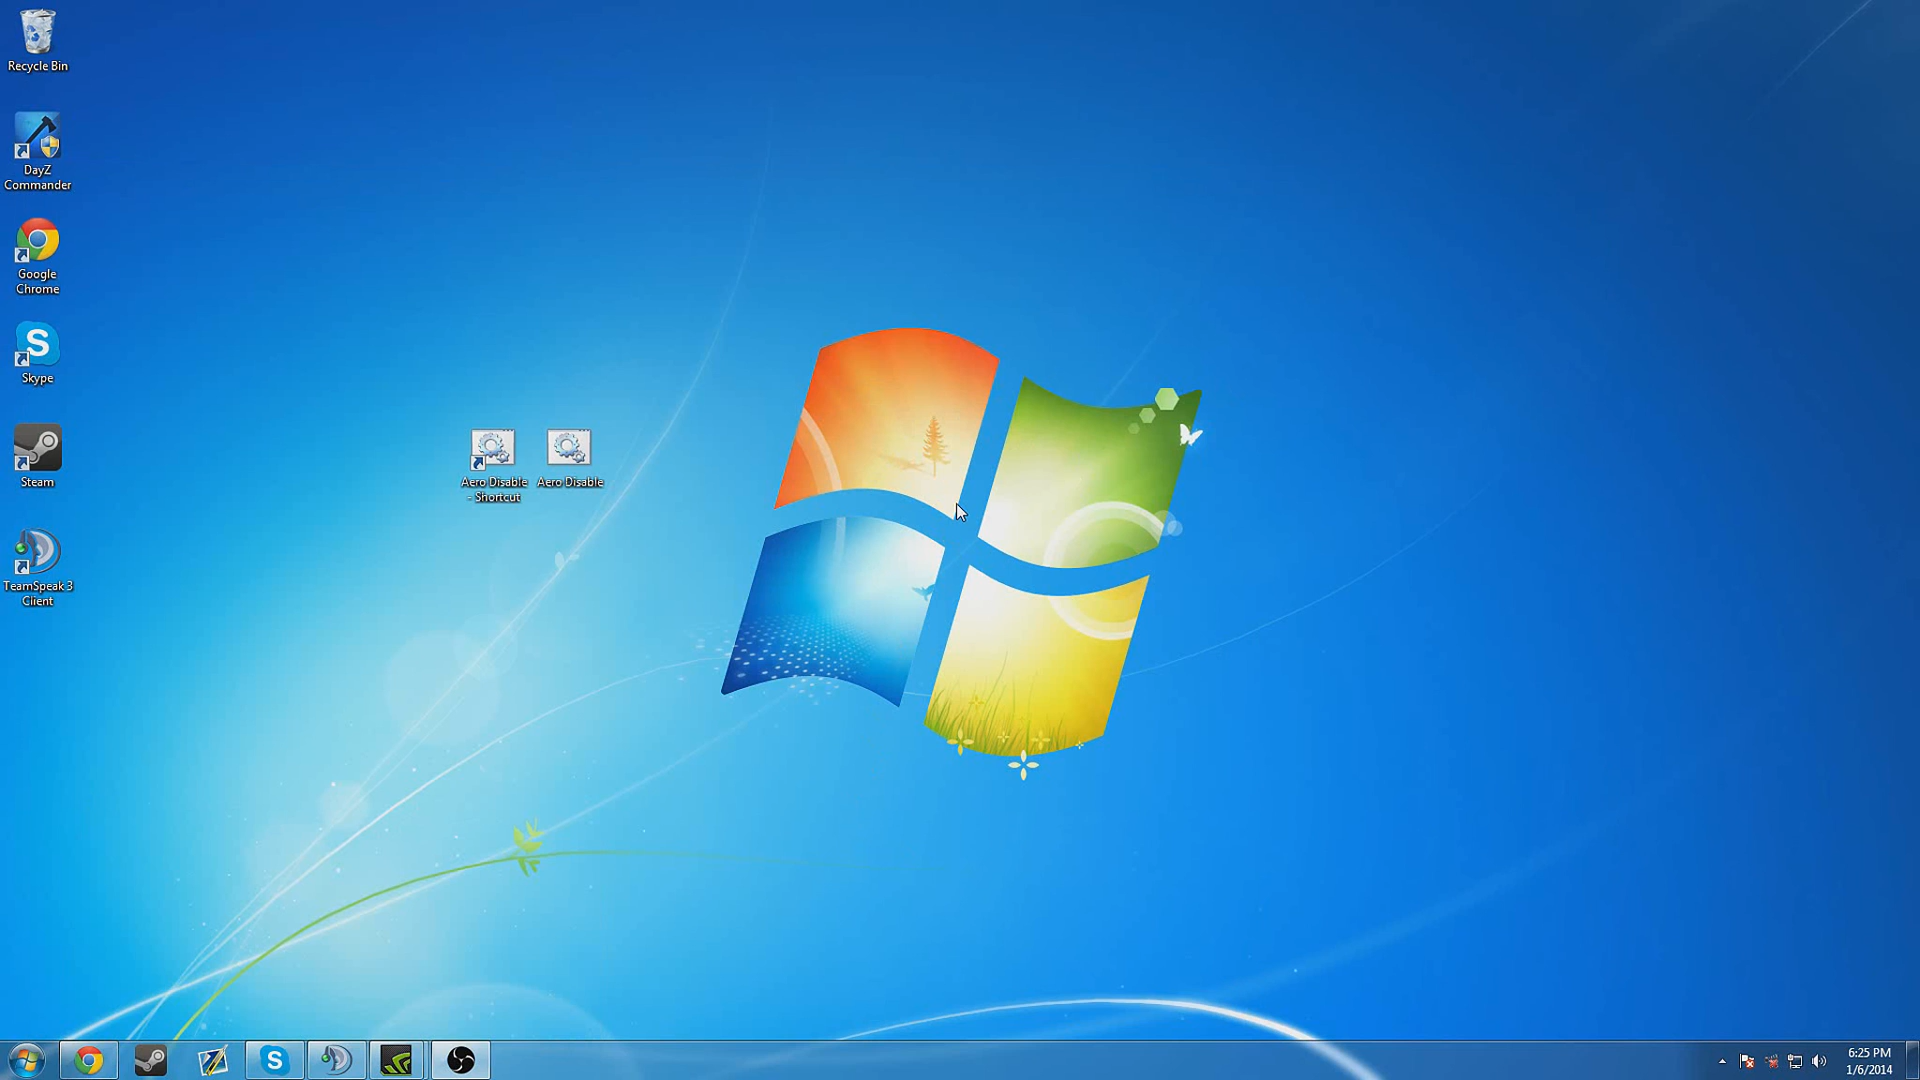 Recycle Bin
DayZ
Commander
Google
Chrome
Skype
Steam
TeamSpeak 3
Client
Aero Disable
- Shortcut
Aero Disable
6:25 PM
1/6/2014